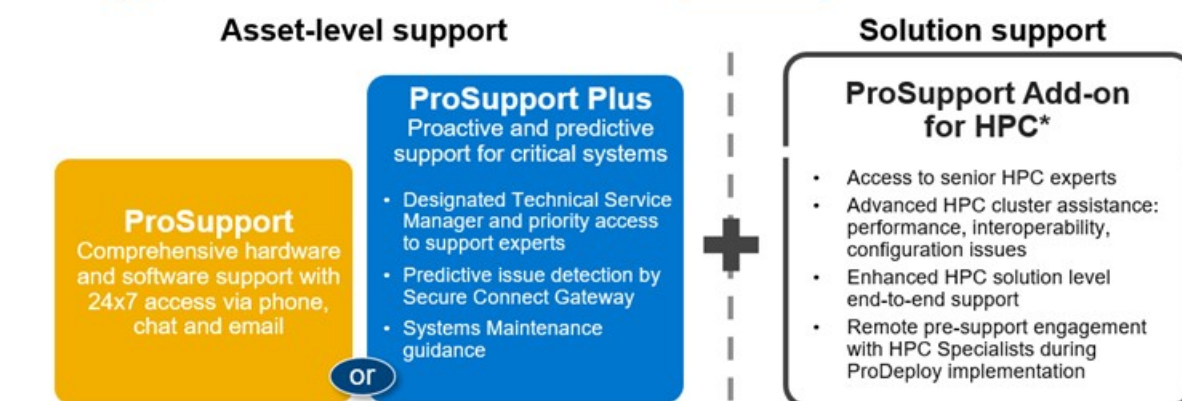 Asset-level support
Solution support
ProSupport
Comprehensive hardware
and software support with
24x7 access via phone,
chat and email
or
ProSupport Plus
Proactive and predictive
support for critical systems
• Designated Technical Service
Manager and priority access
to support experts
• Predictive issue detection by
Secure Connect Gateway
• Systems Maintenance
guidance
ProSupport Add-on
for HPC*
• Access to senior HPC experts
• Advanced HPC cluster assistance:
performance, interoperability,
configuration issues
• Enhanced HPC solution level
end-to-end support
• Remote pre-support engagement
with HPC Specialists during
ProDeploy implementation